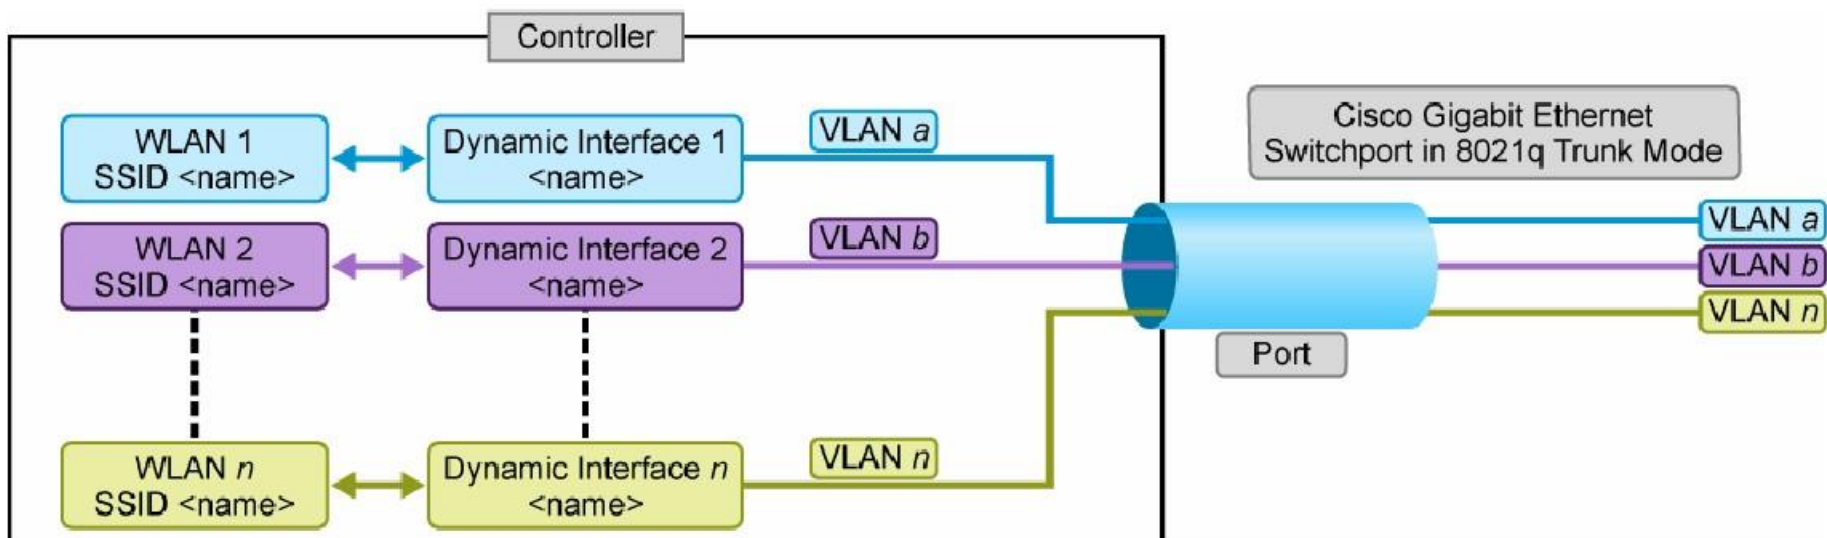 Controller
WLAN 1
SSID <name>
Dynamic Interface 1
<name>
VLAN a
Cisco Gigabit Ethernet
Switchport in 8021q Trunk Mode
WLAN 2
SSID <name>
Dynamic Interface 2
<name>
VLAN b
VLAN a
VLAN b
VLAN n
Port
WLAN n
SSID <name>
Dynamic Interface n
<name>
VLAN n